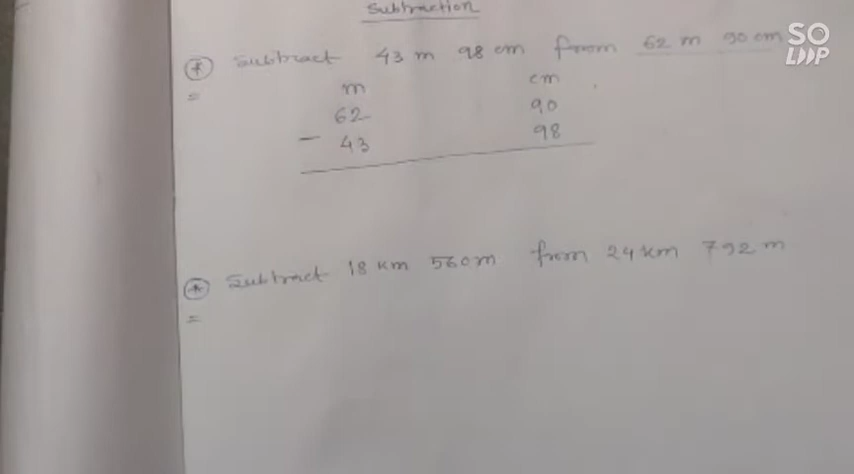 Subtraction
* Subtract 43 m 98 cm from 62 m 90 cm
= m cm
62 90
- 43 98
* Subtract 18 km 560 m from 24 km 792 m
=
SO
LOOP